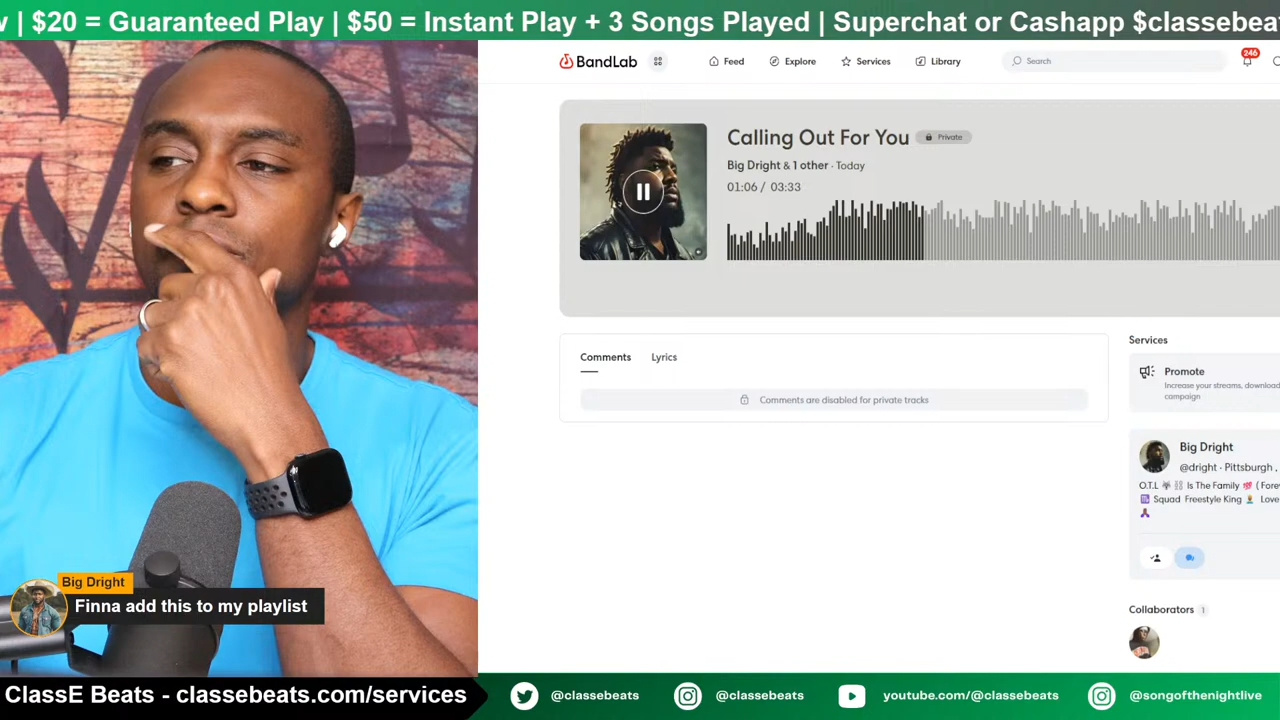 | $20 = Guaranteed Play | $50 = Instant Play + 3 Songs Played | Superchat or Cashapp $classebeat
BandLab
Feed
Explore
Services
Library
Search
246
Calling Out For You
Private
Big Dright & 1 other · Today
01:06 / 03:33
Comments
Lyrics
Comments are disabled for private tracks
Services
Promote
Increase your streams, download
campaign
Big Dright
@dright · Pittsburgh ,
O.T.L Is The Family ( Fore
Squad Freestyle King Love
Collaborators 1
Big Dright
Finna add this to my playlist
ClassE Beats - classebeats.com/services
@classebeats
@classebeats
youtube.com/@classebeats
@songofthenightlive